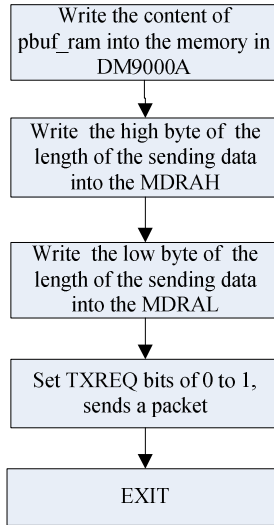 Write the content of
pbuf_ram into the memory in
DM9000A
Write the high byte of the
length of the sending data
into the MDRAH
Write the low byte of the
length of the sending data
into the MDRAL
Set TXREQ bits of 0 to 1,
sends a packet
EXIT